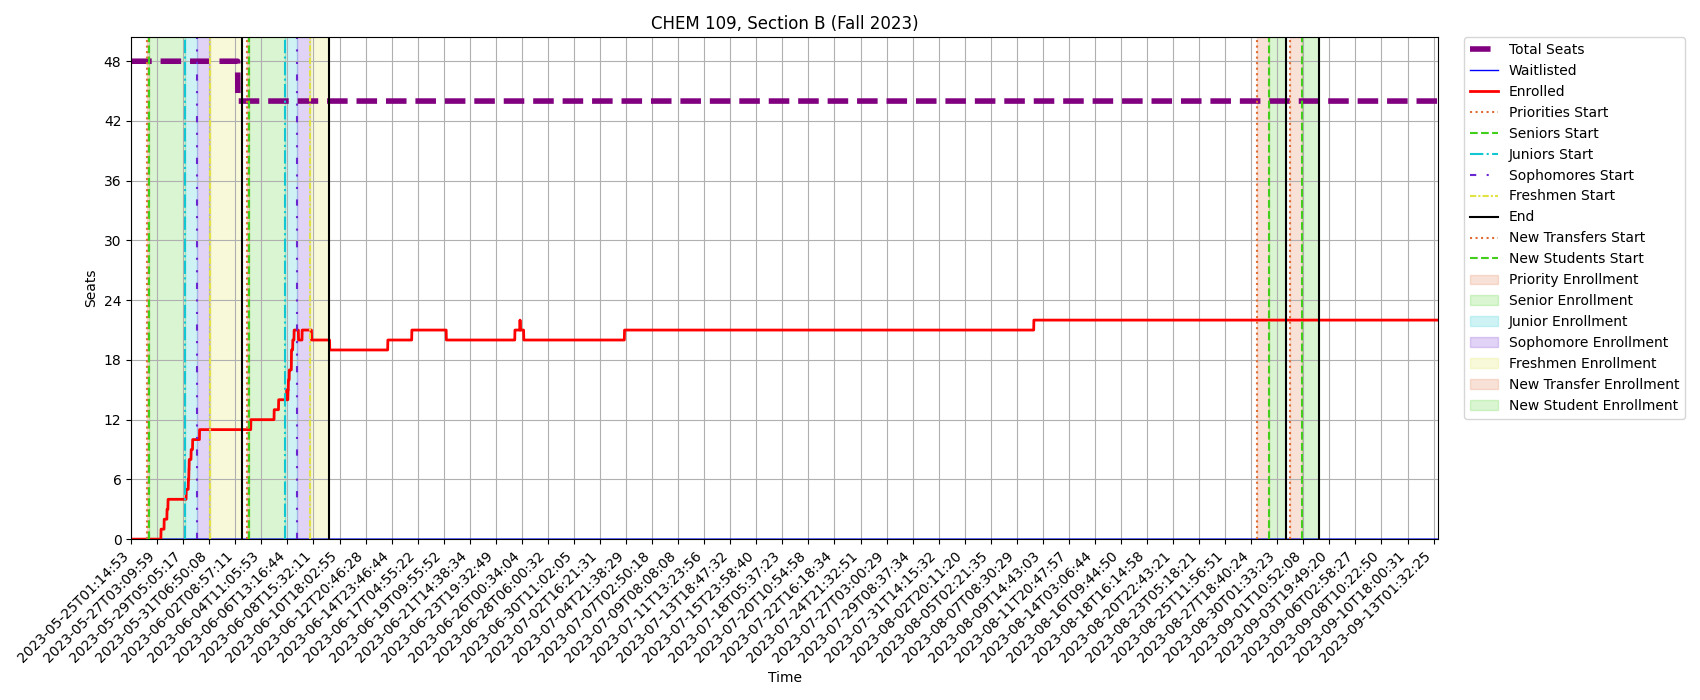 CHEM 109, Section B (Fall 2023)
Seats
48
42
36
30
24
18
12
6
0
2023-05-25T01:14:53
2023-05-27T03:09:59
2023-05-29T05:05:17
2023-05-31T06:50:08
2023-06-02T08:57:11
2023-06-04T11:05:53
2023-06-06T13:16:44
2023-06-08T15:32:11
2023-06-10T18:02:55
2023-06-12T20:46:28
2023-06-14T23:46:44
2023-06-17T04:55:22
2023-06-19T09:55:52
2023-06-21T14:38:34
2023-06-23T19:32:49
2023-06-26T00:34:04
2023-06-28T06:00:32
2023-06-30T11:02:05
2023-07-02T16:21:31
2023-07-04T21:38:29
2023-07-07T02:50:18
2023-07-09T08:08:08
2023-07-11T13:23:56
2023-07-13T18:47:32
2023-07-15T23:58:40
2023-07-18T05:37:23
2023-07-20T10:54:58
2023-07-22T16:18:34
2023-07-24T21:32:51
2023-07-27T03:00:29
2023-07-29T08:37:34
2023-07-31T14:15:32
2023-08-02T20:11:20
2023-08-05T02:21:35
2023-08-07T08:30:29
2023-08-09T14:43:03
2023-08-11T20:47:57
2023-08-14T03:06:44
2023-08-16T09:44:50
2023-08-18T16:14:58
2023-08-20T22:43:21
2023-08-23T05:18:21
2023-08-25T11:56:51
2023-08-27T18:40:24
2023-08-30T01:33:23
2023-09-01T10:52:08
2023-09-03T19:49:20
2023-09-06T02:58:27
2023-09-08T10:22:50
2023-09-10T18:00:31
2023-09-13T01:32:25
Time
Total Seats
Waitlisted
Enrolled
Priorities Start
Seniors Start
Juniors Start
Sophomores Start
Freshmen Start
End
New Transfers Start
New Students Start
Priority Enrollment
Senior Enrollment
Junior Enrollment
Sophomore Enrollment
Freshmen Enrollment
New Transfer Enrollment
New Student Enrollment